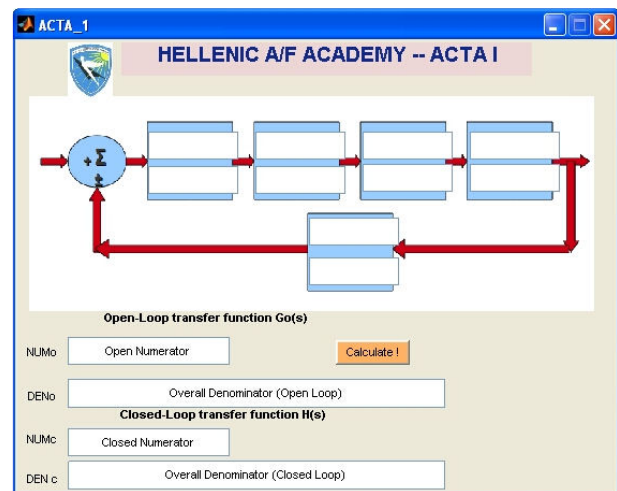 ACTA_1
HELLENIC A/F ACADEMY -- ACTA I
+ Σ
±
Open-Loop transfer function Go(s)
NUMo Open Numerator Calculate !
DENo Overall Denominator (Open Loop)
Closed-Loop transfer function H(s)
NUMc Closed Numerator
DEN c Overall Denominator (Closed Loop)